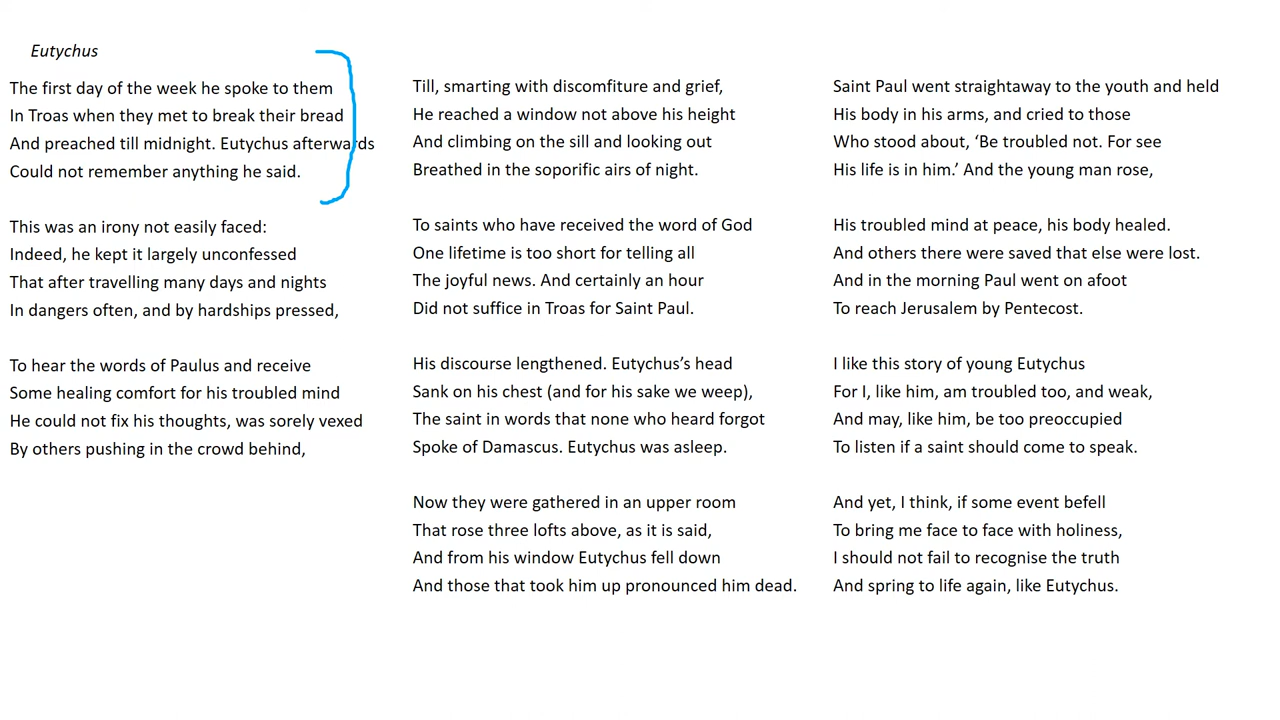 Eutychus
The first day of the week he spoke to them
In Troas when they met to break their bread
And preached till midnight. Eutychus afterwards
Could not remember anything he said.
This was an irony not easily faced:
Indeed, he kept it largely unconfessed
That after travelling many days and nights
In dangers often, and by hardships pressed,
To hear the words of Paulus and receive
Some healing comfort for his troubled mind
He could not fix his thoughts, was sorely vexed
By others pushing in the crowd behind,
Till, smarting with discomfiture and grief,
He reached a window not above his height
And climbing on the sill and looking out
Breathed in the soporific airs of night.
To saints who have received the word of God
One lifetime is too short for telling all
The joyful news. And certainly an hour
Did not suffice in Troas for Saint Paul.
His discourse lengthened. Eutychus’s head
Sank on his chest (and for his sake we weep),
The saint in words that none who heard forgot
Spoke of Damascus. Eutychus was asleep.
Now they were gathered in an upper room
That rose three lofts above, as it is said,
And from his window Eutychus fell down
And those that took him up pronounced him dead.
Saint Paul went straightaway to the youth and held
His body in his arms, and cried to those
Who stood about, ‘Be troubled not. For see
His life is in him.’ And the young man rose,
His troubled mind at peace, his body healed.
And others there were saved that else were lost.
And in the morning Paul went on afoot
To reach Jerusalem by Pentecost.
I like this story of young Eutychus
For I, like him, am troubled too, and weak,
And may, like him, be too preoccupied
To listen if a saint should come to speak.
And yet, I think, if some event befell
To bring me face to face with holiness,
I should not fail to recognise the truth
And spring to life again, like Eutychus.